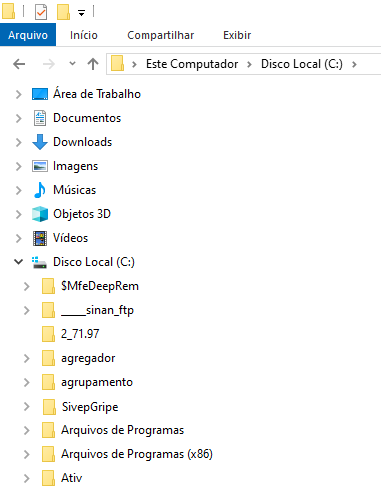 Arquivo Início Compartilhar Exibir
Este Computador Disco Local (C:)
Área de Trabalho
Documentos
Downloads
Imagens
Músicas
Objetos 3D
Vídeos
Disco Local (C:)
$MfeDeepRem
_____sinan_ftp
2_71.97
agregador
agrupamento
SivepGripe
Arquivos de Programas
Arquivos de Programas (x86)
Ativ